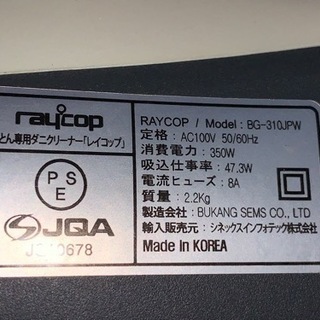 raycop
とん専用ダニクリーナー「レイコップ」
PS
E
JQA
RAYCOP / Model : BG-310JPW
定格 : AC100V 50/60Hz
消費電力 : 350W
吸込仕事率 : 47.3W
電流ヒューズ : 8A
質量 : 2.2Kg
製造会社 : BUKANG SEMS CO., LTD
輸入販売元 : シネックスインフォテック株式会
Made In KOREA